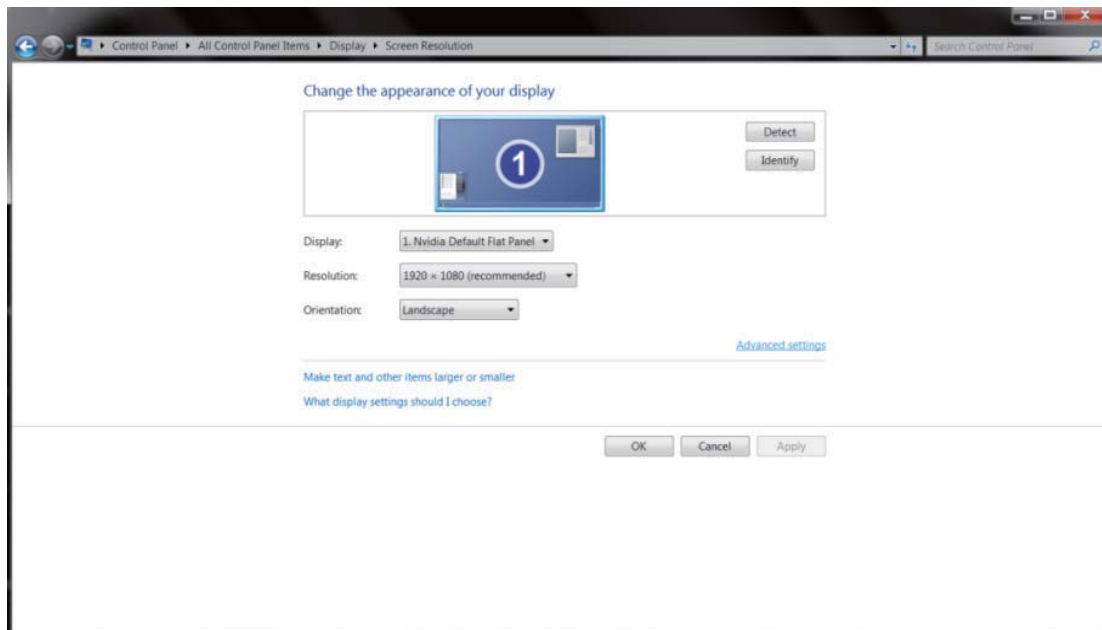 Control Panel ▸ All Control Panel Items ▸ Display ▸ Screen Resolution
Search Control Panel
Change the appearance of your display
1
Detect
Identify
Display: 1. Nvidia Default Flat Panel
Resolution: 1920 × 1080 (recommended)
Orientation: Landscape
Advanced settings
Make text and other items larger or smaller
What display settings should I choose?
OK Cancel Apply